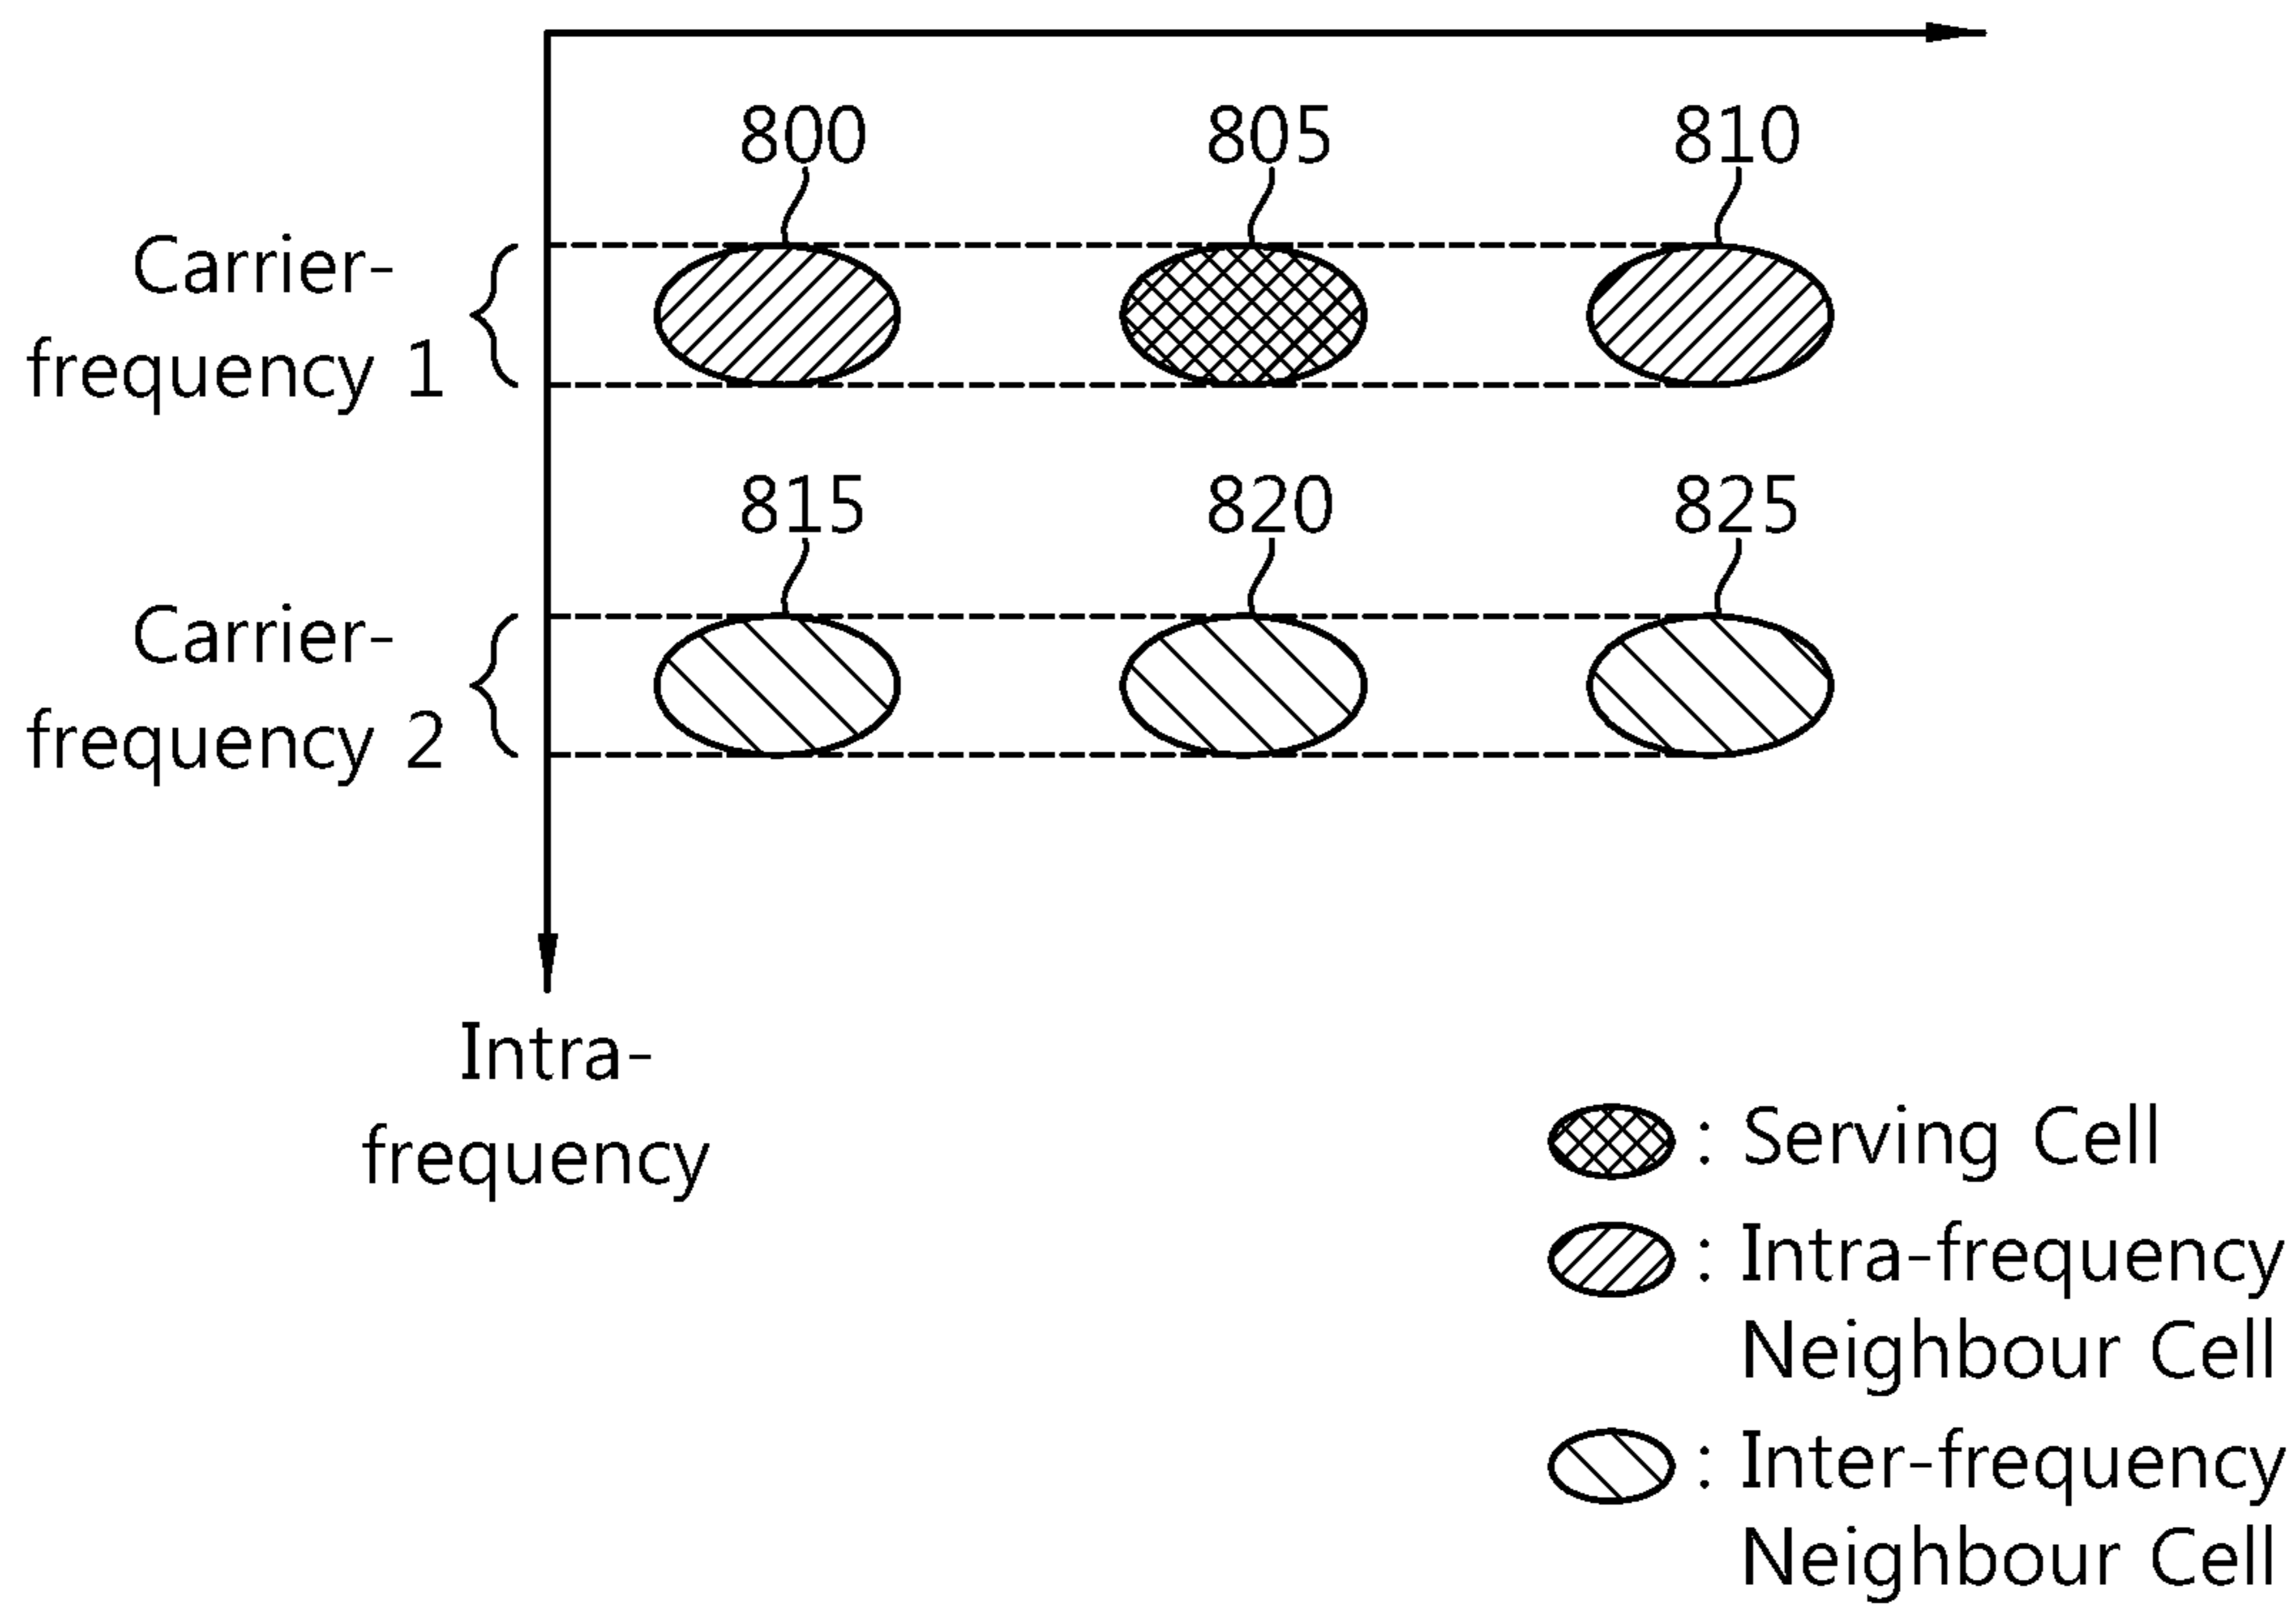 800 805 810
Carrier-
frequency 1
815 820 825
Carrier-
frequency 2
Intra-
frequency
: Serving Cell
: Intra-frequency
Neighbour Cell
: Inter-frequency
Neighbour Cell